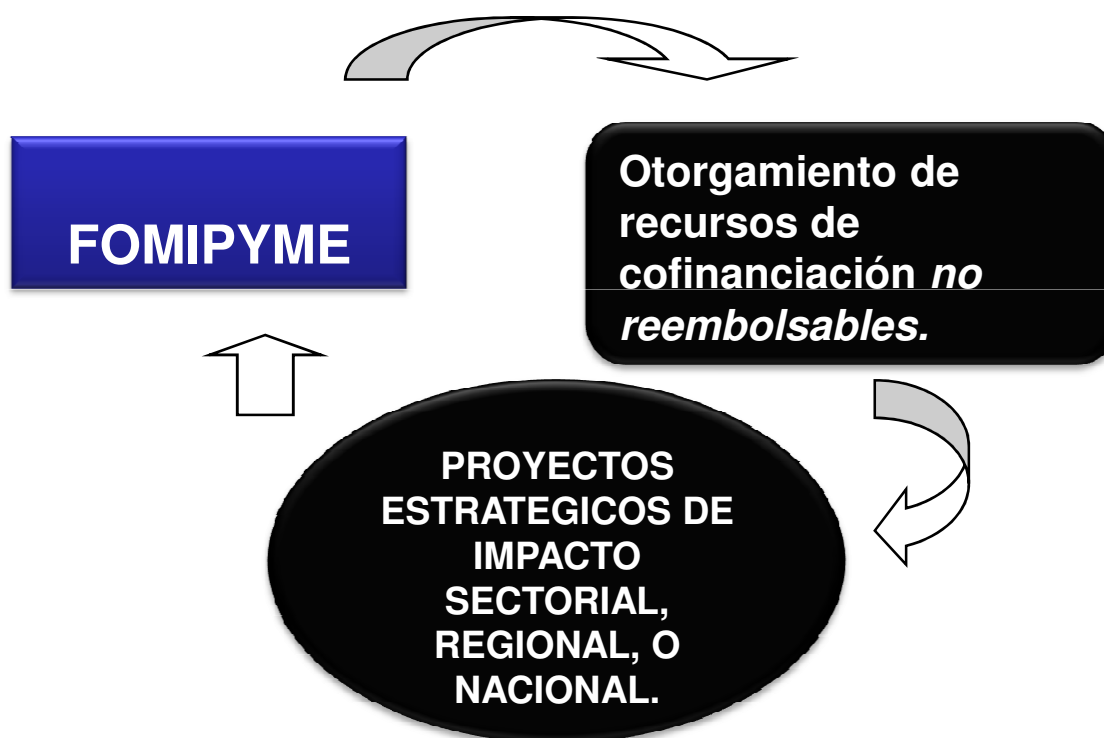 FOMIPYME
Otorgamiento de
recursos de
cofinanciación no
reembolsables.
PROYECTOS
ESTRATEGICOS DE
IMPACTO
SECTORIAL,
REGIONAL, O
NACIONAL.